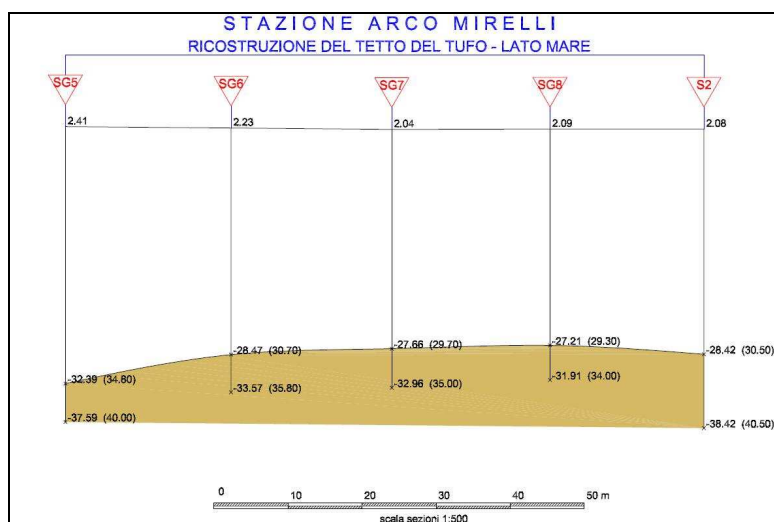 STAZIONE ARCO MIRELLI
RICOSTRUZIONE DEL TETTO DEL TUFO - LATO MARE
SG5 SG6 SG7 SG8 S2
2.41 2.23 2.04 2.09 2.08
-32.39 (34.80) -28.47 (30.70) -27.66 (29.70) -27.21 (29.30) -28.42 (30.50)
-37.59 (40.00) -33.57 (35.80) -32.96 (35.00) -31.91 (34.00) -38.42 (40.50)
0 10 20 30 40 50 m
scala sezioni 1:500